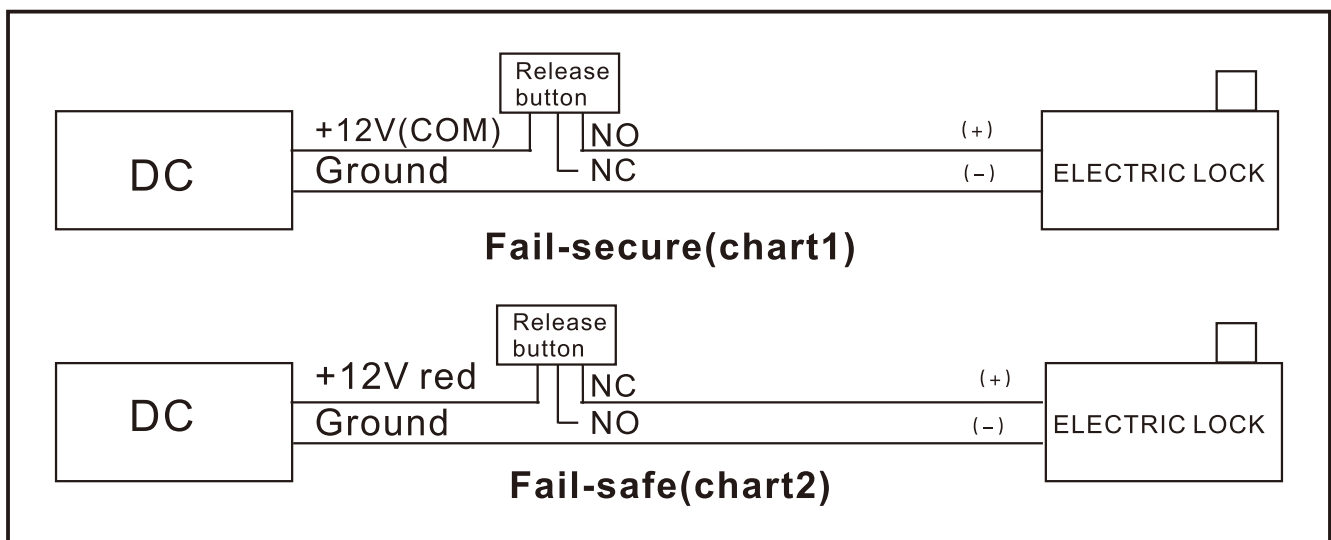 Release
button
+12V(COM)
NO
(+)
DC
Ground
NC
(-)
ELECTRIC LOCK
Fail-secure(chart1)
Release
button
+12V red
NC
(+)
DC
Ground
NO
(-)
ELECTRIC LOCK
Fail-safe(chart2)